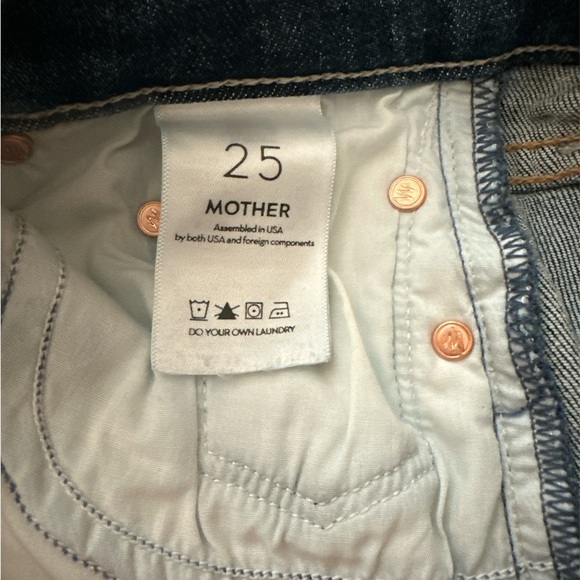 25
MOTHER
Assembled in USA
by both USA and foreign components
DO YOUR OWN LAUNDRY